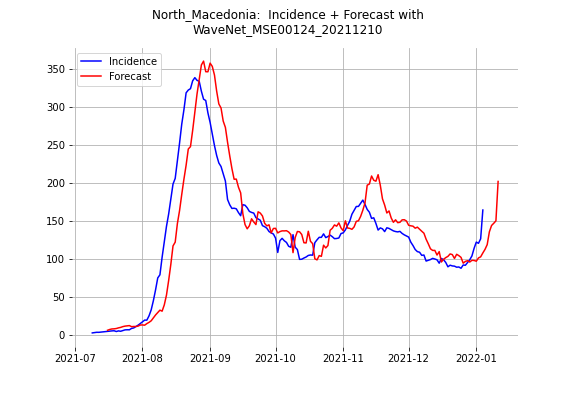 North_Macedonia:  Incidence + Forecast with
WaveNet_MSE00124_20211210
Incidence
Forecast
350
300
250
200
150
100
50
0
2021-07 2021-08 2021-09 2021-10 2021-11 2021-12 2022-01